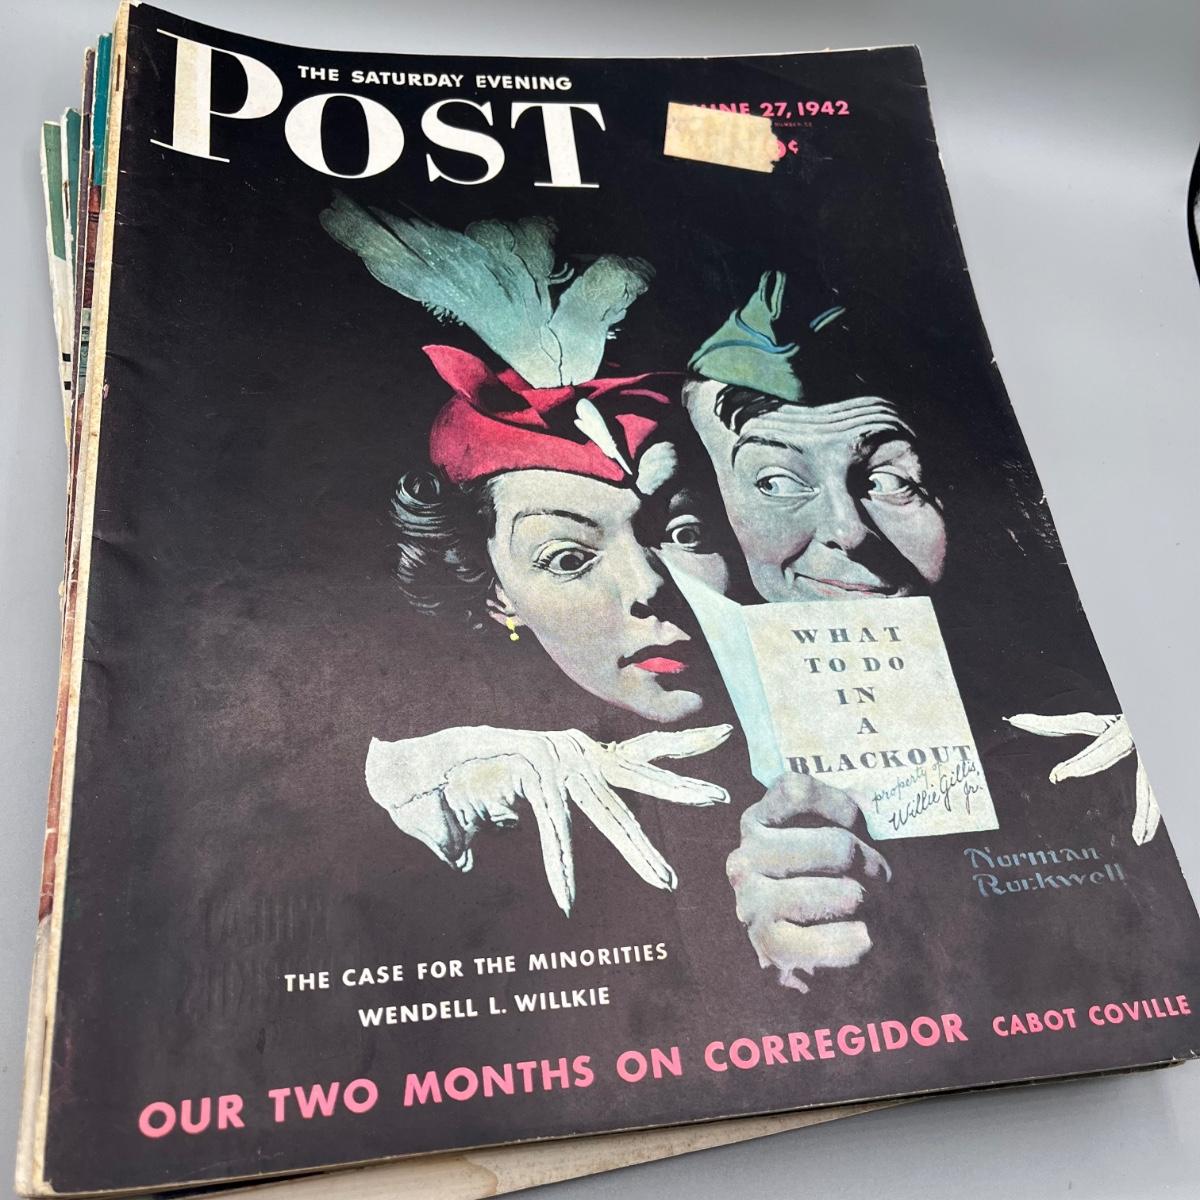 THE SATURDAY EVENING
POST
JUNE 27, 1942
WHAT
TO DO
IN
A
BLACKOUT
property of
Willie Gillis,
Jr.
Norman
Rockwell
THE CASE FOR THE MINORITIES
WENDELL L. WILLKIE
OUR TWO MONTHS ON CORREGIDOR CABOT COVILLE